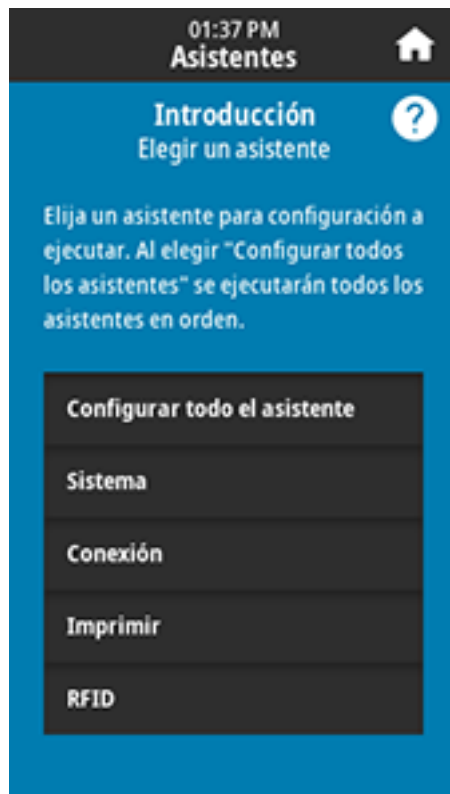 01:37 PM
Asistentes
Introducción
?
Elegir un asistente
Elija un asistente para configuración a
ejecutar. Al elegir "Configurar todos
los asistentes" se ejecutarán todos los
asistentes en orden.
Configurar todo el asistente
Sistema
Conexión
Imprimir
RFID